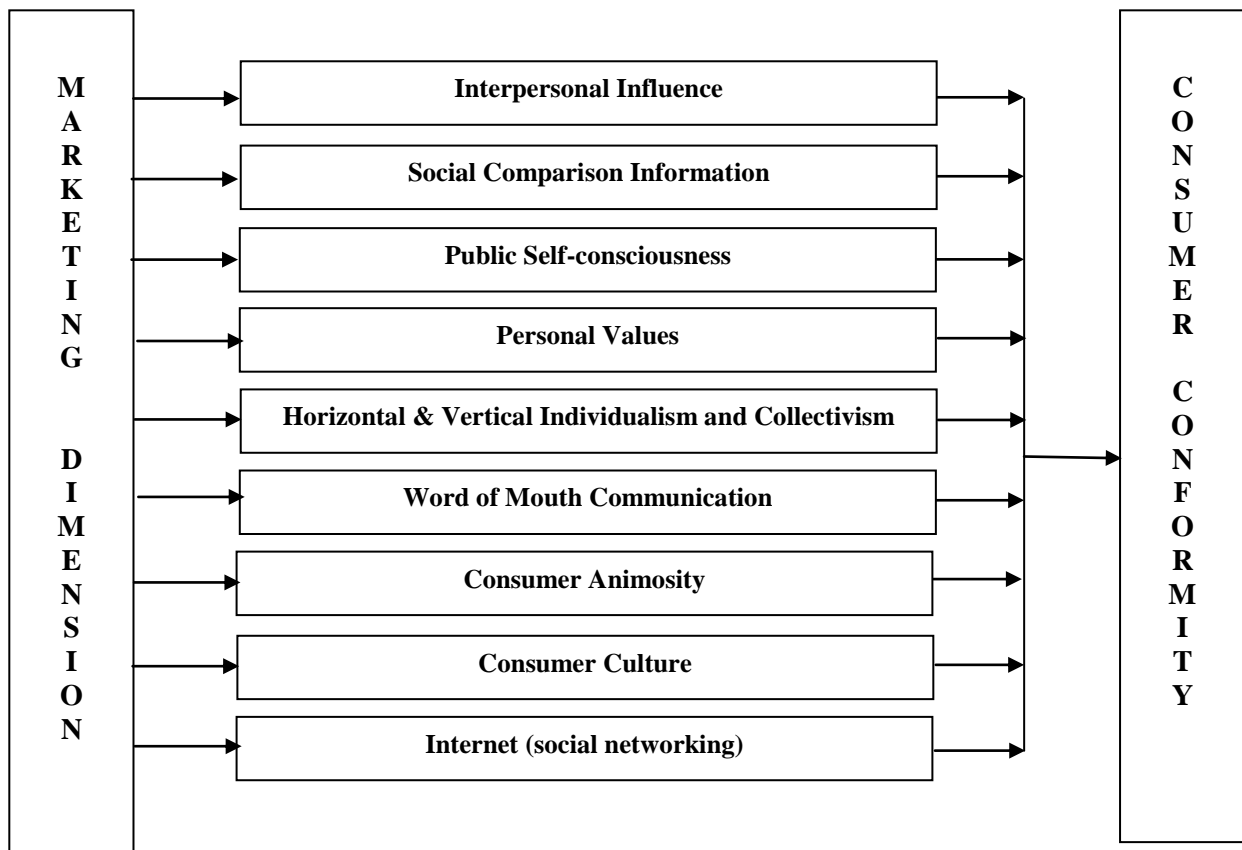 MARKETING DIMENSION
Interpersonal Influence
Social Comparison Information
Public Self-consciousness
Personal Values
Horizontal & Vertical Individualism and Collectivism
Word of Mouth Communication
Consumer Animosity
Consumer Culture
Internet (social networking)
CONSUMER CONFORMITY